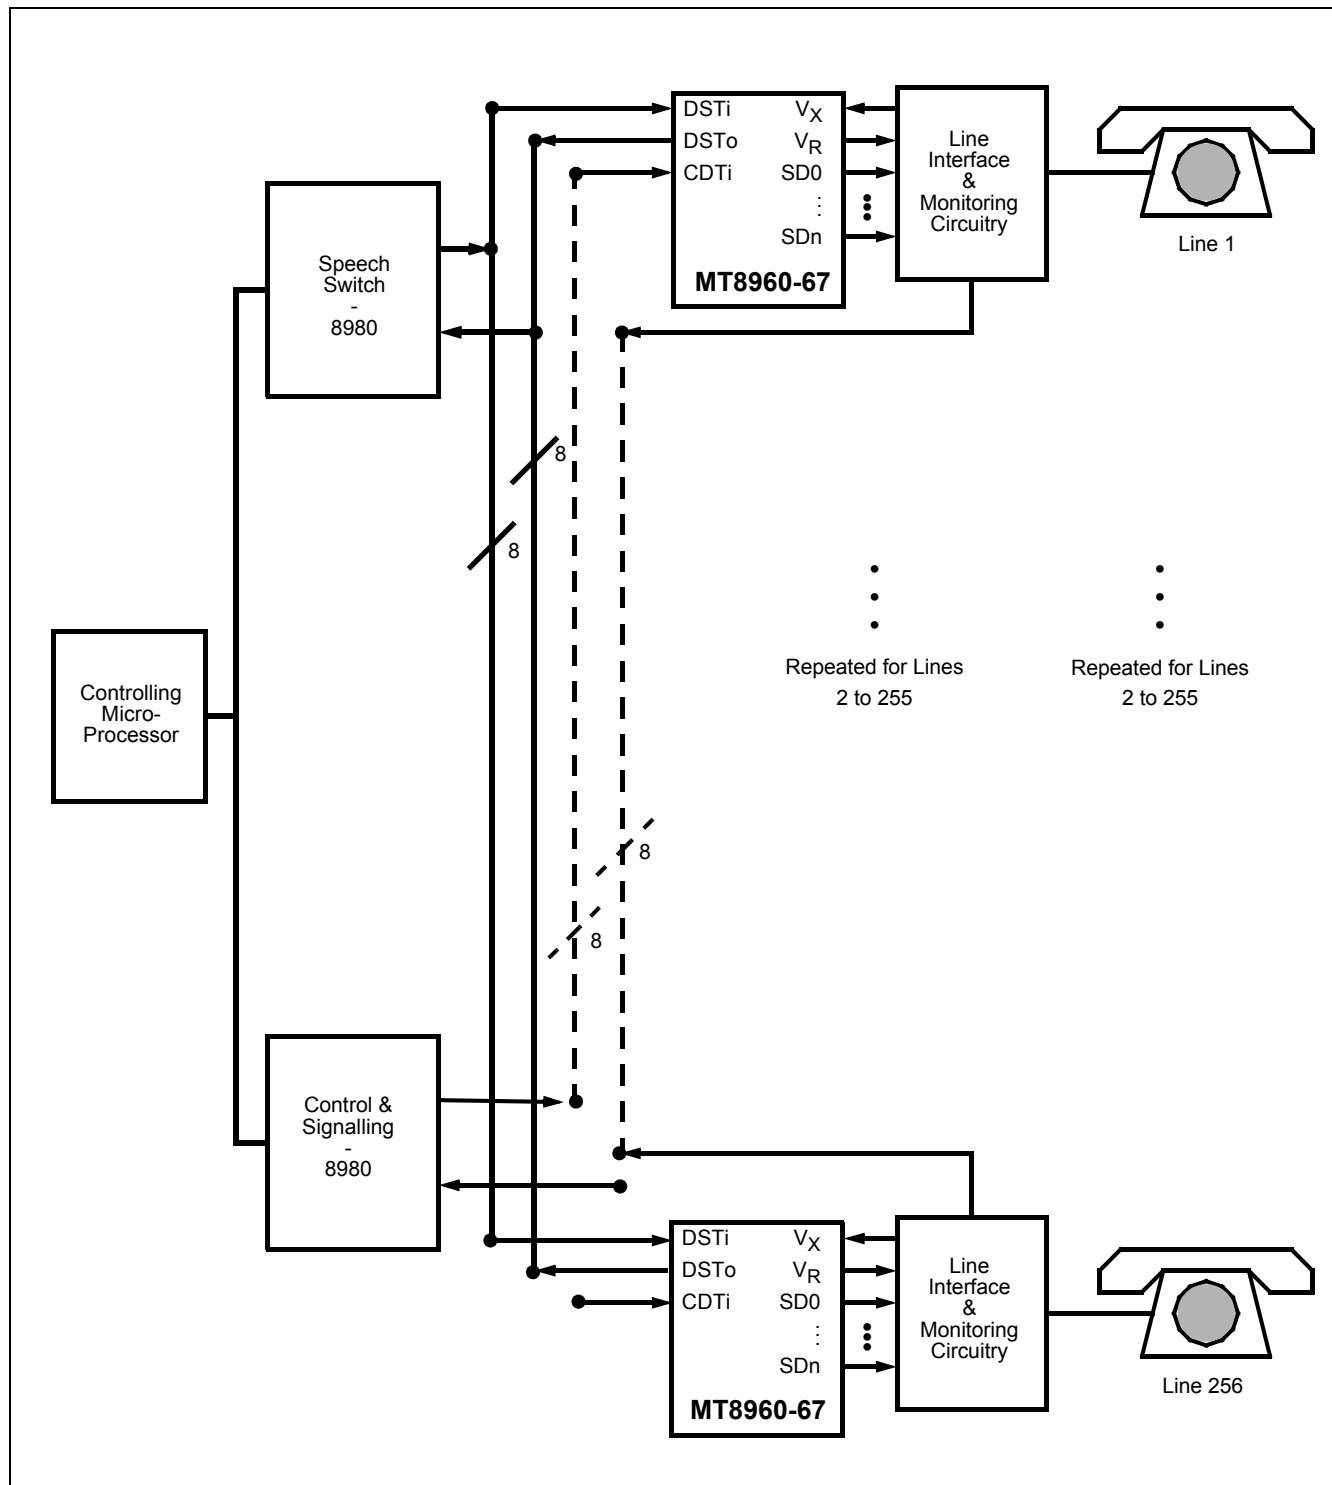 DSTi
DSTo
CDTi
VX
VR
SD0
SDn
MT8960-67
Line
Interface
&
Monitoring
Circuitry
Line 1
Speech
Switch
-
8980
8
8
Repeated for Lines
2 to 255
Repeated for Lines
2 to 255
Controlling
Micro-
Processor
8
8
Control &
Signalling
-
8980
DSTi
DSTo
CDTi
VX
VR
SD0
SDn
MT8960-67
Line
Interface
&
Monitoring
Circuitry
Line 256